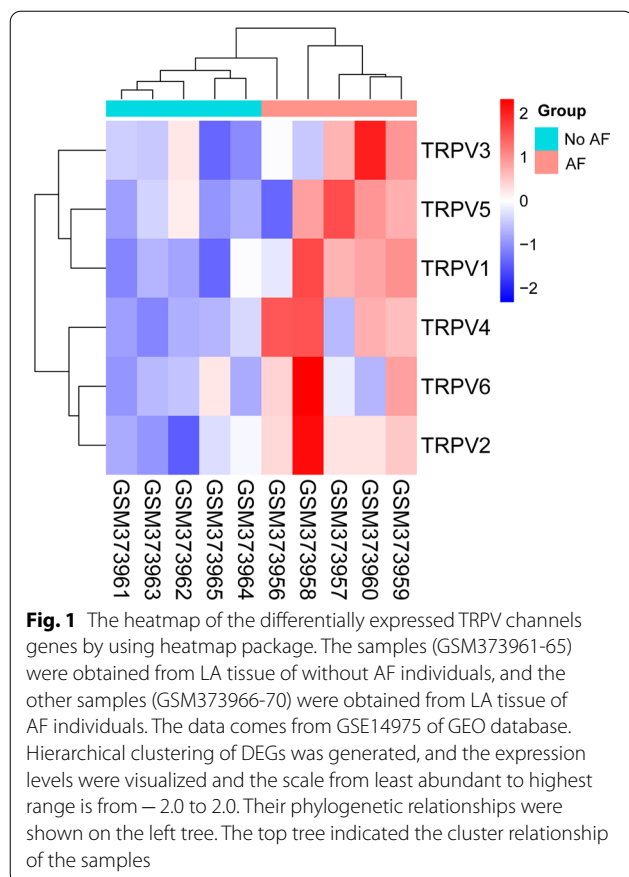 2
1
0
−1
−2
Group
No AF
AF
TRPV3
TRPV5
TRPV1
TRPV4
TRPV6
TRPV2
GSM373961
GSM373963
GSM373962
GSM373965
GSM373964
GSM373956
GSM373958
GSM373957
GSM373960
GSM373959
Fig. 1 The heatmap of the differentially expressed TRPV channels
genes by using heatmap package. The samples (GSM373961-65)
were obtained from LA tissue of without AF individuals, and the
other samples (GSM373966-70) were obtained from LA tissue of
AF individuals. The data comes from GSE14975 of GEO database.
Hierarchical clustering of DEGs was generated, and the expression
levels were visualized and the scale from least abundant to highest
range is from − 2.0 to 2.0. Their phylogenetic relationships were
shown on the left tree. The top tree indicated the cluster relationship
of the samples